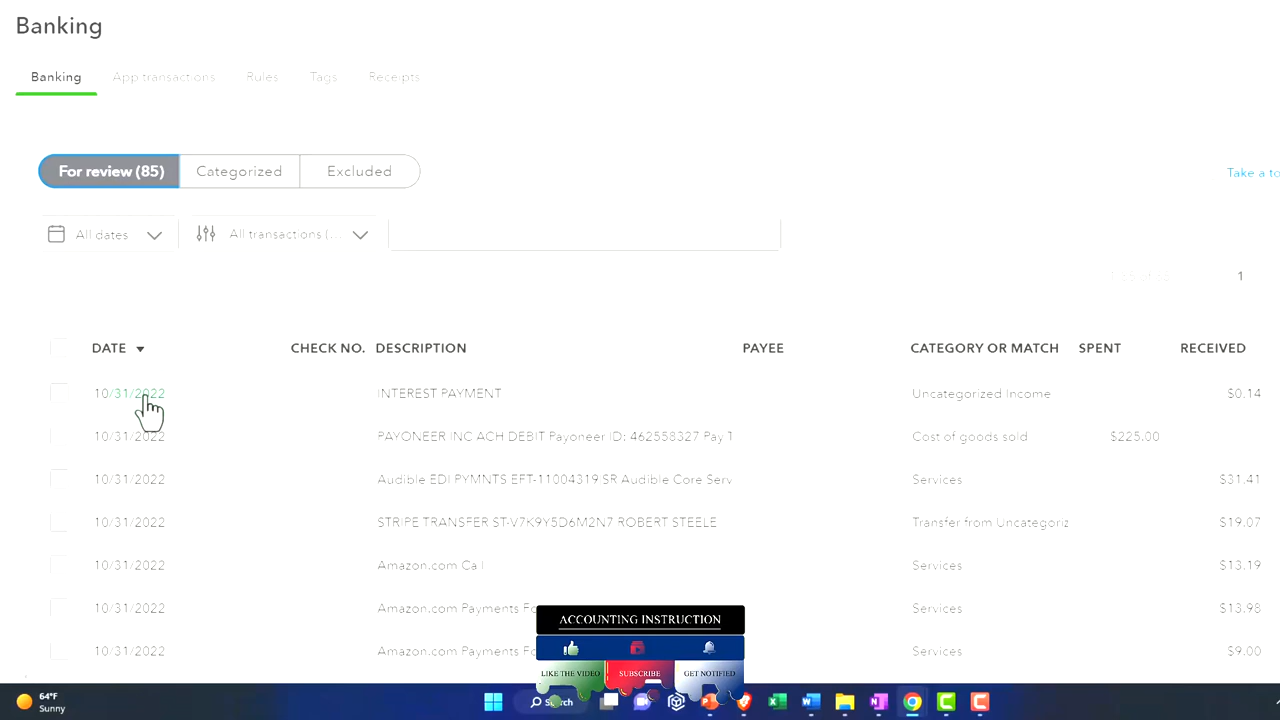 Banking
Banking App transactions Rules Tags Receipts
For review (85) Categorized Excluded
Take a to
All dates All transactions (...
1
DATE CHECK NO. DESCRIPTION PAYEE CATEGORY OR MATCH SPENT RECEIVED
10/31/2022 INTEREST PAYMENT Uncategorized Income $0.14
10/31/2022 PAYONEER INC ACH DEBIT Payoneer ID: 462558327 Pay T Cost of goods sold $225.00
10/31/2022 Audible EDI PYMNTS EFT-11004319 SR Audible Core Serv Services $31.41
10/31/2022 STRIPE TRANSFER ST-V7K9Y5D6M2N7 ROBERT STEELE Transfer from Uncategoriz $19.07
10/31/2022 Amazon.com Ca Services $13.19
10/31/2022 Amazon.com Payments Fo Services $13.98
10/31/2022 Amazon.com Payments Fo Services $9.00
ACCOUNTING INSTRUCTION
LIKE THE VIDEO SUBSCRIBE GET NOTIFIED
64°F
Sunny
Search